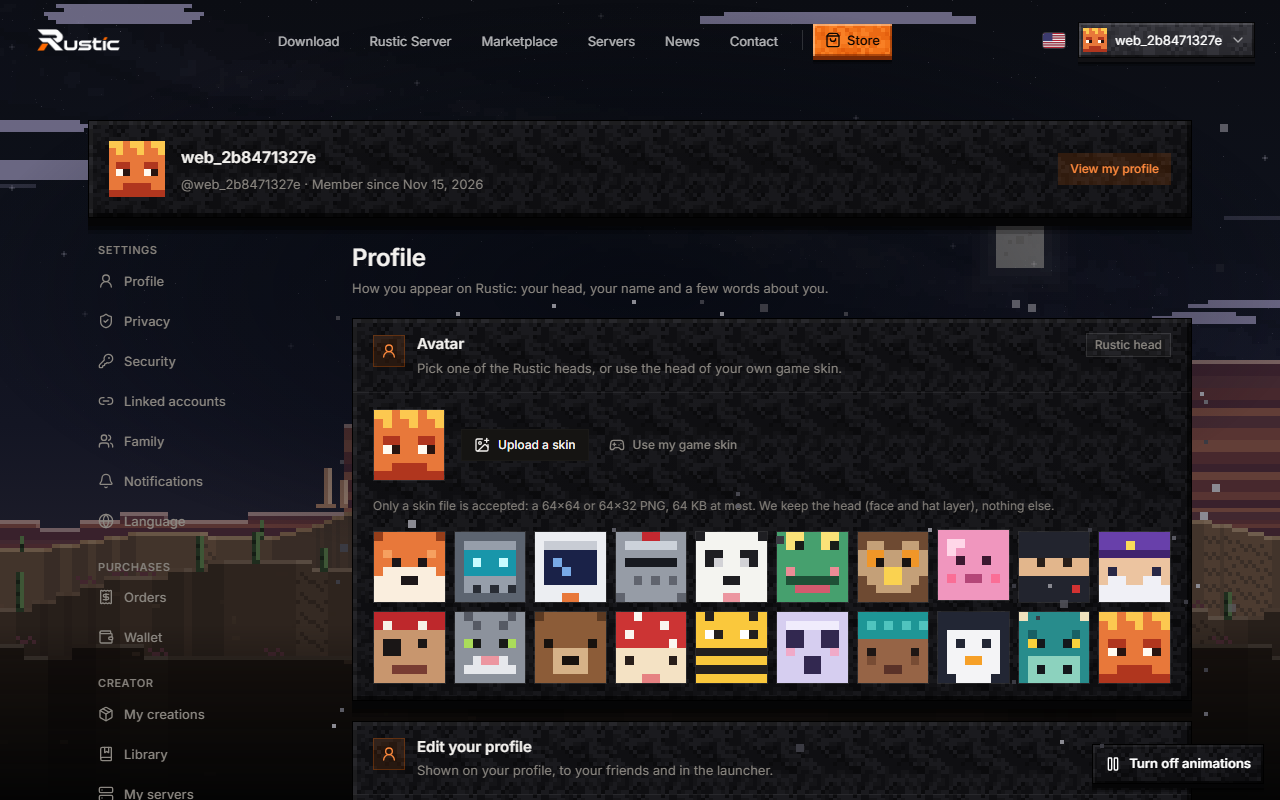 Rustic
Download
Rustic Server
Marketplace
Servers
News
Contact
Store
web_2b8471327e
web_2b8471327e
@web_2b8471327e · Member since Nov 15, 2026
View my profile
SETTINGS
Profile
Privacy
Security
Linked accounts
Family
Notifications
Language
PURCHASES
Orders
Wallet
CREATOR
My creations
Library
My servers
Profile
How you appear on Rustic: your head, your name and a few words about you.
Avatar
Pick one of the Rustic heads, or use the head of your own game skin.
Rustic head
Upload a skin
Use my game skin
Only a skin file is accepted: a 64×64 or 64×32 PNG, 64 KB at most. We keep the head (face and hat layer), nothing else.
Edit your profile
Shown on your profile, to your friends and in the launcher.
Turn off animations